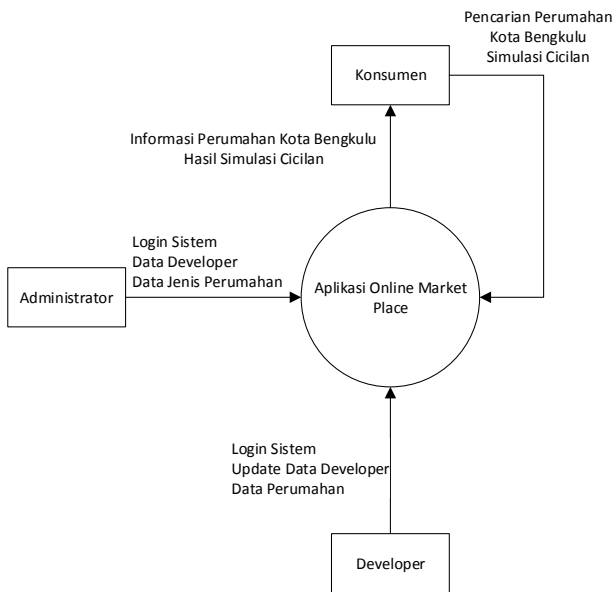 Pencarian Perumahan
Kota Bengkulu
Simulasi Cicilan
Konsumen
Informasi Perumahan Kota Bengkulu
Hasil Simulasi Cicilan
Login Sistem
Data Developer
Data Jenis Perumahan
Administrator
Aplikasi Online Market
Place
Login Sistem
Update Data Developer
Data Perumahan
Developer